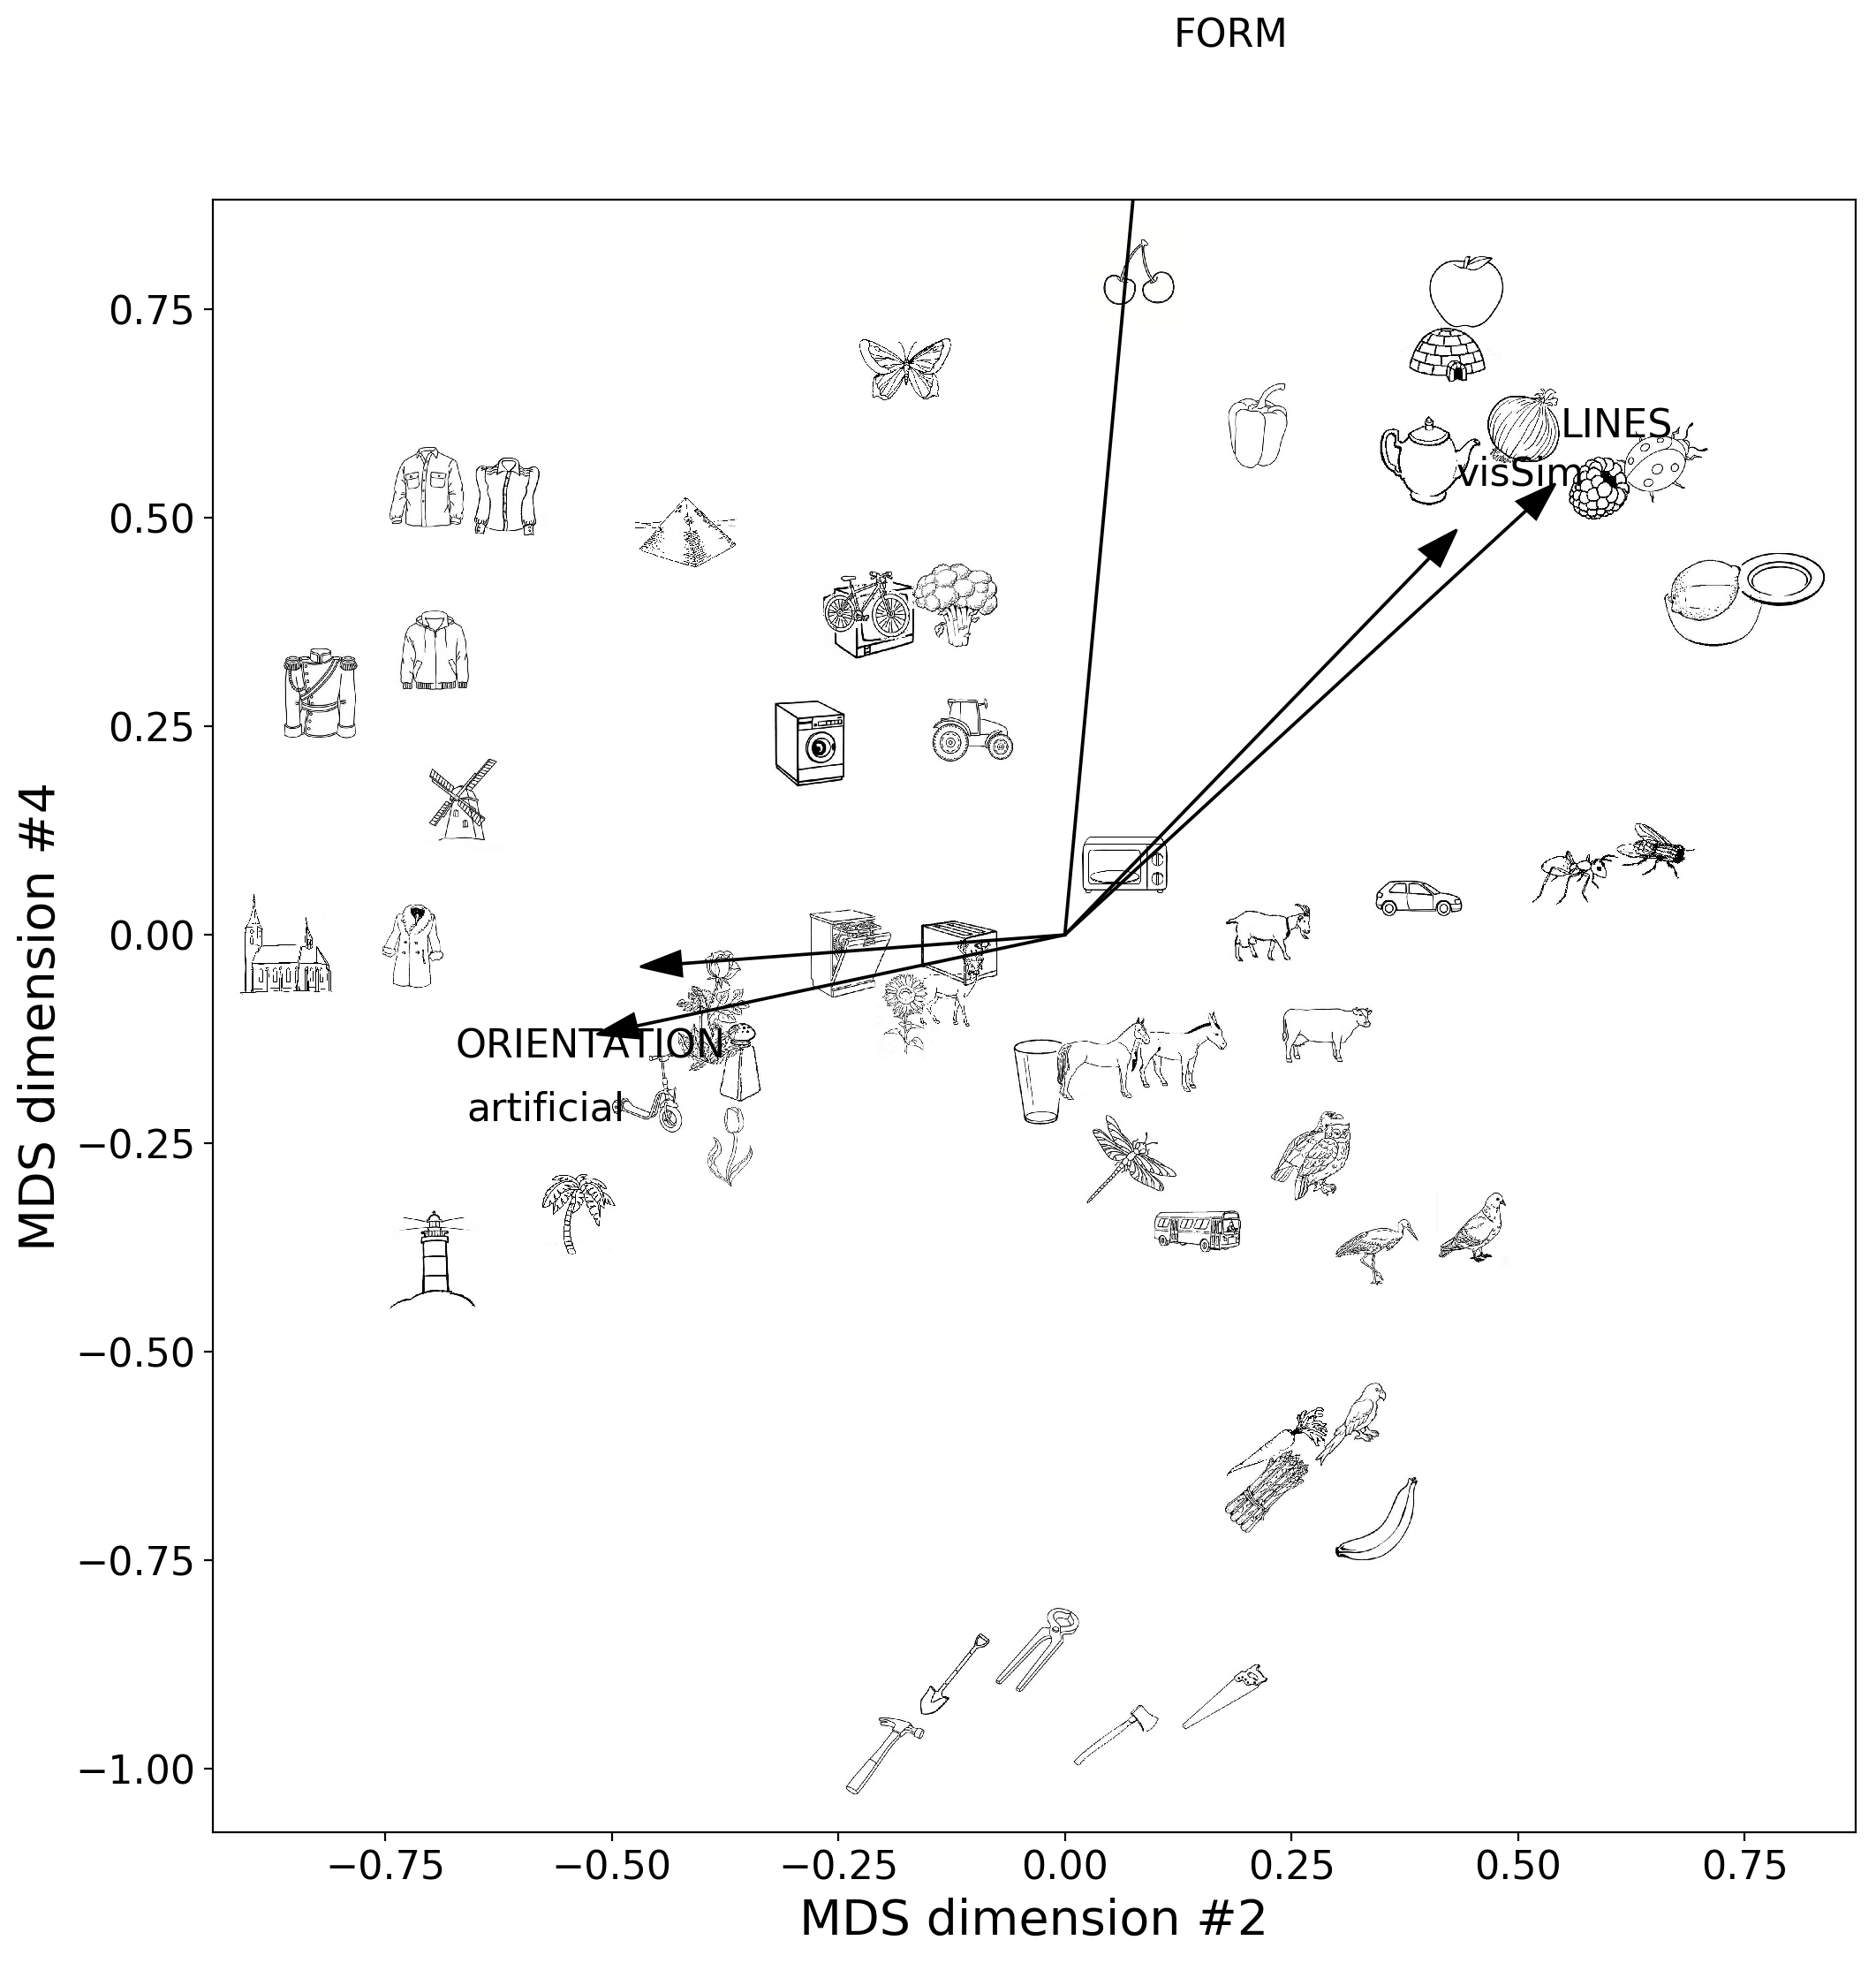 FORM
0.75
LINES
visSim
0.50
0.25
MDS dimension #4
0.00
ORIENTATION
artificial
−0.25
−0.50
−0.75
−1.00
−0.75 −0.50 −0.25 0.00 0.25 0.50 0.75
MDS dimension #2